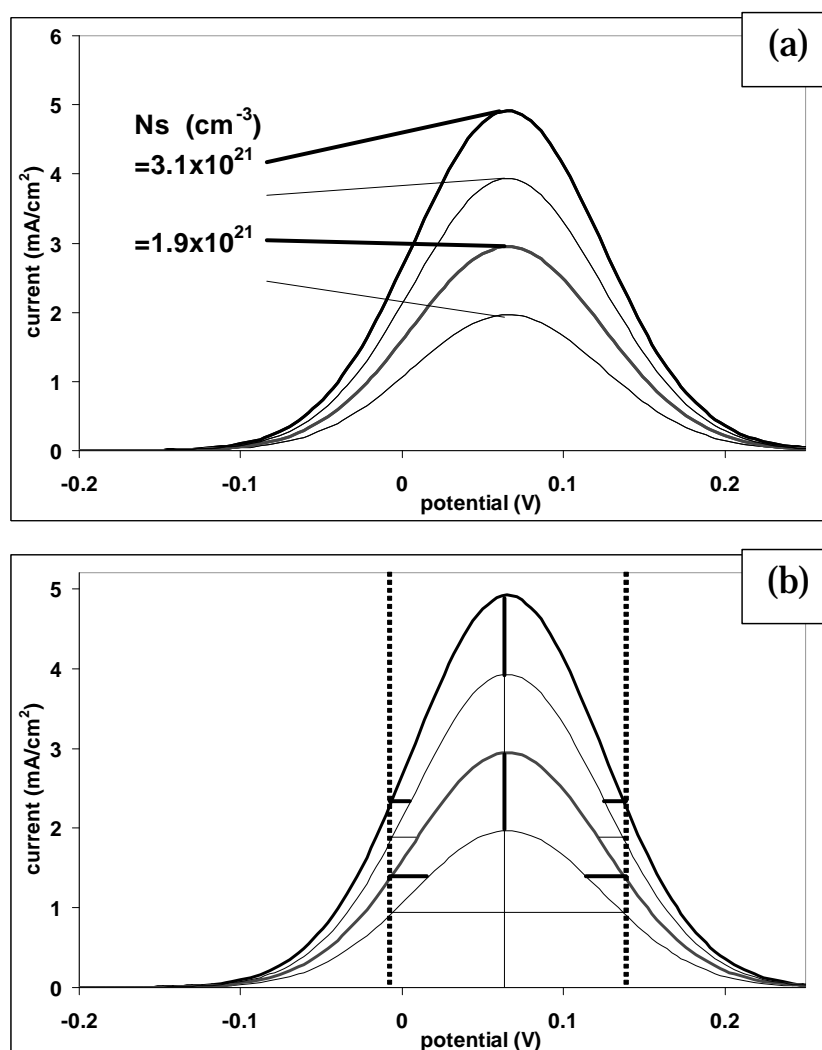 (a)
6
5
4
3
2
1
0
current (mA/cm²)
Ns (cm⁻³)
=3.1x10²¹
=1.9x10²¹
-0.2 -0.1 0 0.1 0.2
potential (V)
(b)
5
4
3
2
1
0
current (mA/cm²)
-0.2 -0.1 0 0.1 0.2
potential (V)